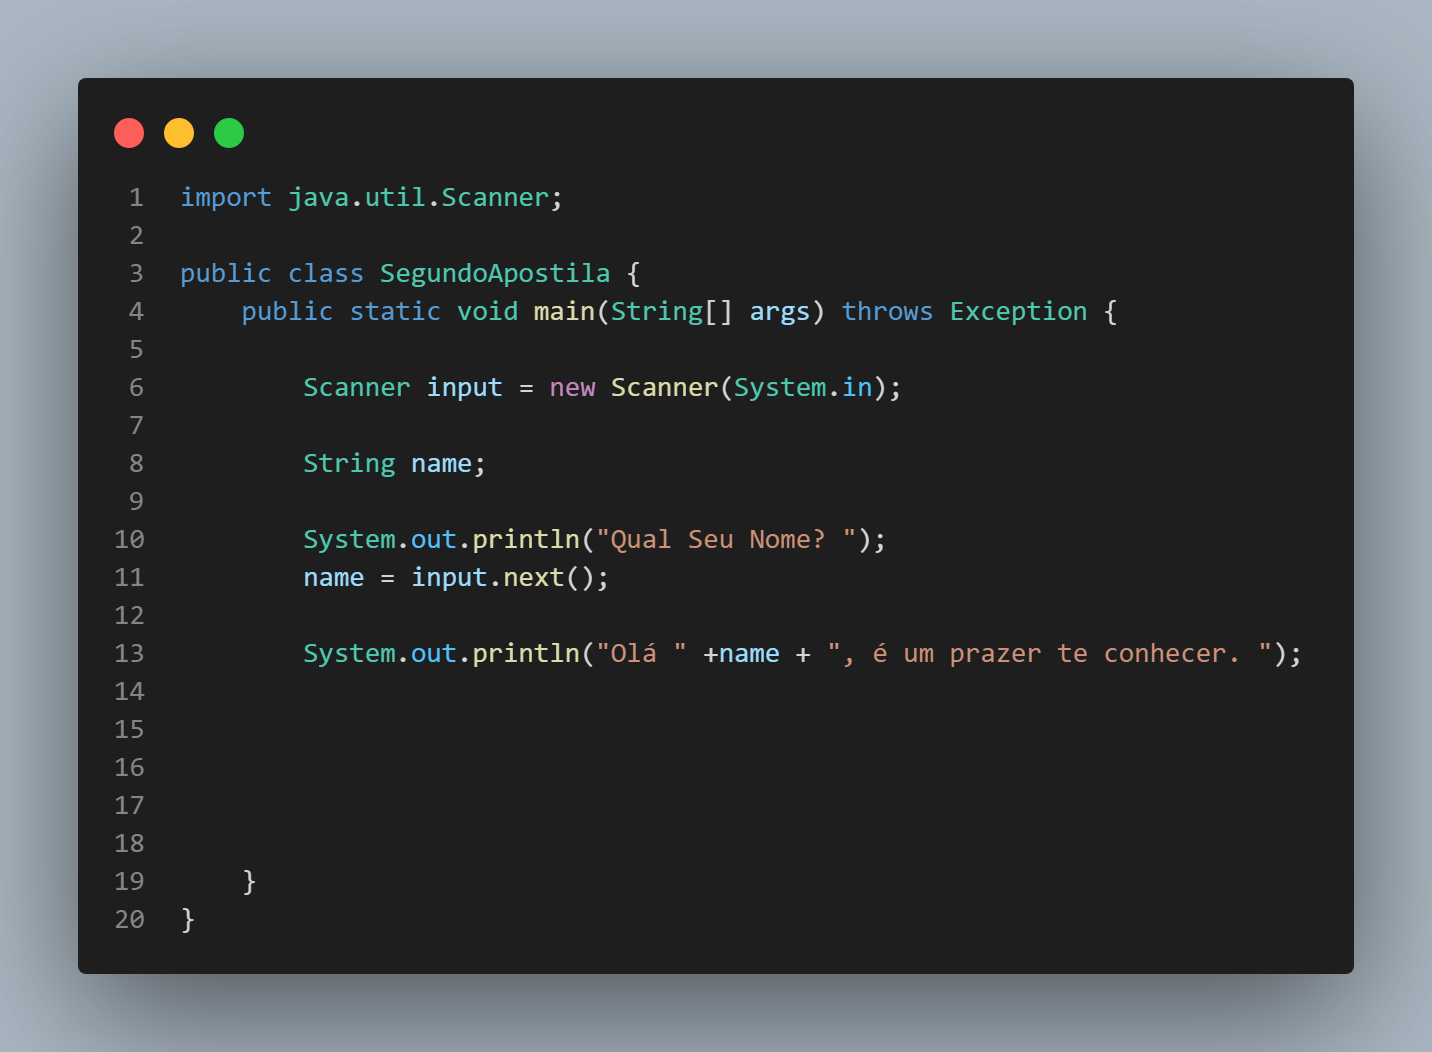 1 import java.util.Scanner;
2
3 public class SegundoApostila {
4     public static void main(String[] args) throws Exception {
5
6         Scanner input = new Scanner(System.in);
7
8         String name;
9
10         System.out.println("Qual Seu Nome? ");
11         name = input.next();
12
13         System.out.println("Olá " +name + ", é um prazer te conhecer. ");
14
15
16
17
18
19     }
20 }